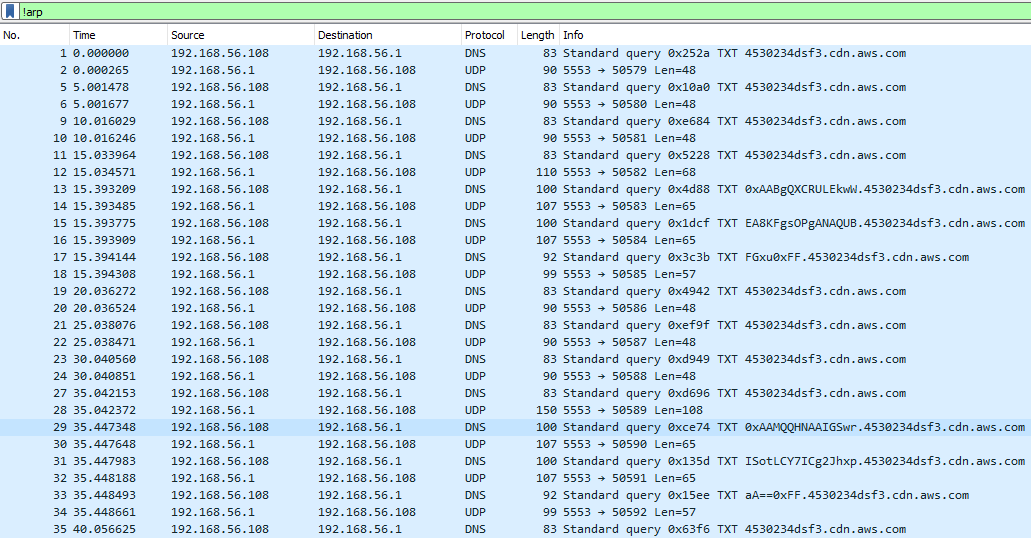 !arp
No. Time Source Destination Protocol Length Info
1 0.000000 192.168.56.108 192.168.56.1 DNS 83 Standard query 0x252a TXT 4530234dsf3.cdn.aws.com
2 0.000265 192.168.56.1 192.168.56.108 UDP 90 5553 → 50579 Len=48
5 5.001478 192.168.56.108 192.168.56.1 DNS 83 Standard query 0x10a0 TXT 4530234dsf3.cdn.aws.com
6 5.001677 192.168.56.1 192.168.56.108 UDP 90 5553 → 50580 Len=48
9 10.016029 192.168.56.108 192.168.56.1 DNS 83 Standard query 0xe684 TXT 4530234dsf3.cdn.aws.com
10 10.016246 192.168.56.1 192.168.56.108 UDP 90 5553 → 50581 Len=48
11 15.033964 192.168.56.108 192.168.56.1 DNS 83 Standard query 0x5228 TXT 4530234dsf3.cdn.aws.com
12 15.034571 192.168.56.1 192.168.56.108 UDP 110 5553 → 50582 Len=68
13 15.393209 192.168.56.108 192.168.56.1 DNS 100 Standard query 0x4d88 TXT 0xAABgQXCRULEkwW.4530234dsf3.cdn.aws.com
14 15.393485 192.168.56.1 192.168.56.108 UDP 107 5553 → 50583 Len=65
15 15.393775 192.168.56.108 192.168.56.1 DNS 100 Standard query 0x1dcf TXT EA8KFgsOPgANAQUB.4530234dsf3.cdn.aws.com
16 15.393909 192.168.56.1 192.168.56.108 UDP 107 5553 → 50584 Len=65
17 15.394144 192.168.56.108 192.168.56.1 DNS 92 Standard query 0x3c3b TXT FGxu0xFF.4530234dsf3.cdn.aws.com
18 15.394308 192.168.56.1 192.168.56.108 UDP 99 5553 → 50585 Len=57
19 20.036272 192.168.56.108 192.168.56.1 DNS 83 Standard query 0x4942 TXT 4530234dsf3.cdn.aws.com
20 20.036524 192.168.56.1 192.168.56.108 UDP 90 5553 → 50586 Len=48
21 25.038076 192.168.56.108 192.168.56.1 DNS 83 Standard query 0xef9f TXT 4530234dsf3.cdn.aws.com
22 25.038471 192.168.56.1 192.168.56.108 UDP 90 5553 → 50587 Len=48
23 30.040560 192.168.56.108 192.168.56.1 DNS 83 Standard query 0xd949 TXT 4530234dsf3.cdn.aws.com
24 30.040851 192.168.56.1 192.168.56.108 UDP 90 5553 → 50588 Len=48
27 35.042153 192.168.56.108 192.168.56.1 DNS 83 Standard query 0xd696 TXT 4530234dsf3.cdn.aws.com
28 35.042372 192.168.56.1 192.168.56.108 UDP 150 5553 → 50589 Len=108
29 35.447348 192.168.56.108 192.168.56.1 DNS 100 Standard query 0xce74 TXT 0xAAMQQHNAAIGSwr.4530234dsf3.cdn.aws.com
30 35.447648 192.168.56.1 192.168.56.108 UDP 107 5553 → 50590 Len=65
31 35.447983 192.168.56.108 192.168.56.1 DNS 100 Standard query 0x135d TXT ISotLCY7ICg2Jhxp.4530234dsf3.cdn.aws.com
32 35.448188 192.168.56.1 192.168.56.108 UDP 107 5553 → 50591 Len=65
33 35.448493 192.168.56.108 192.168.56.1 DNS 92 Standard query 0x15ee TXT aA==0xFF.4530234dsf3.cdn.aws.com
34 35.448661 192.168.56.1 192.168.56.108 UDP 99 5553 → 50592 Len=57
35 40.056625 192.168.56.108 192.168.56.1 DNS 83 Standard query 0x63f6 TXT 4530234dsf3.cdn.aws.com